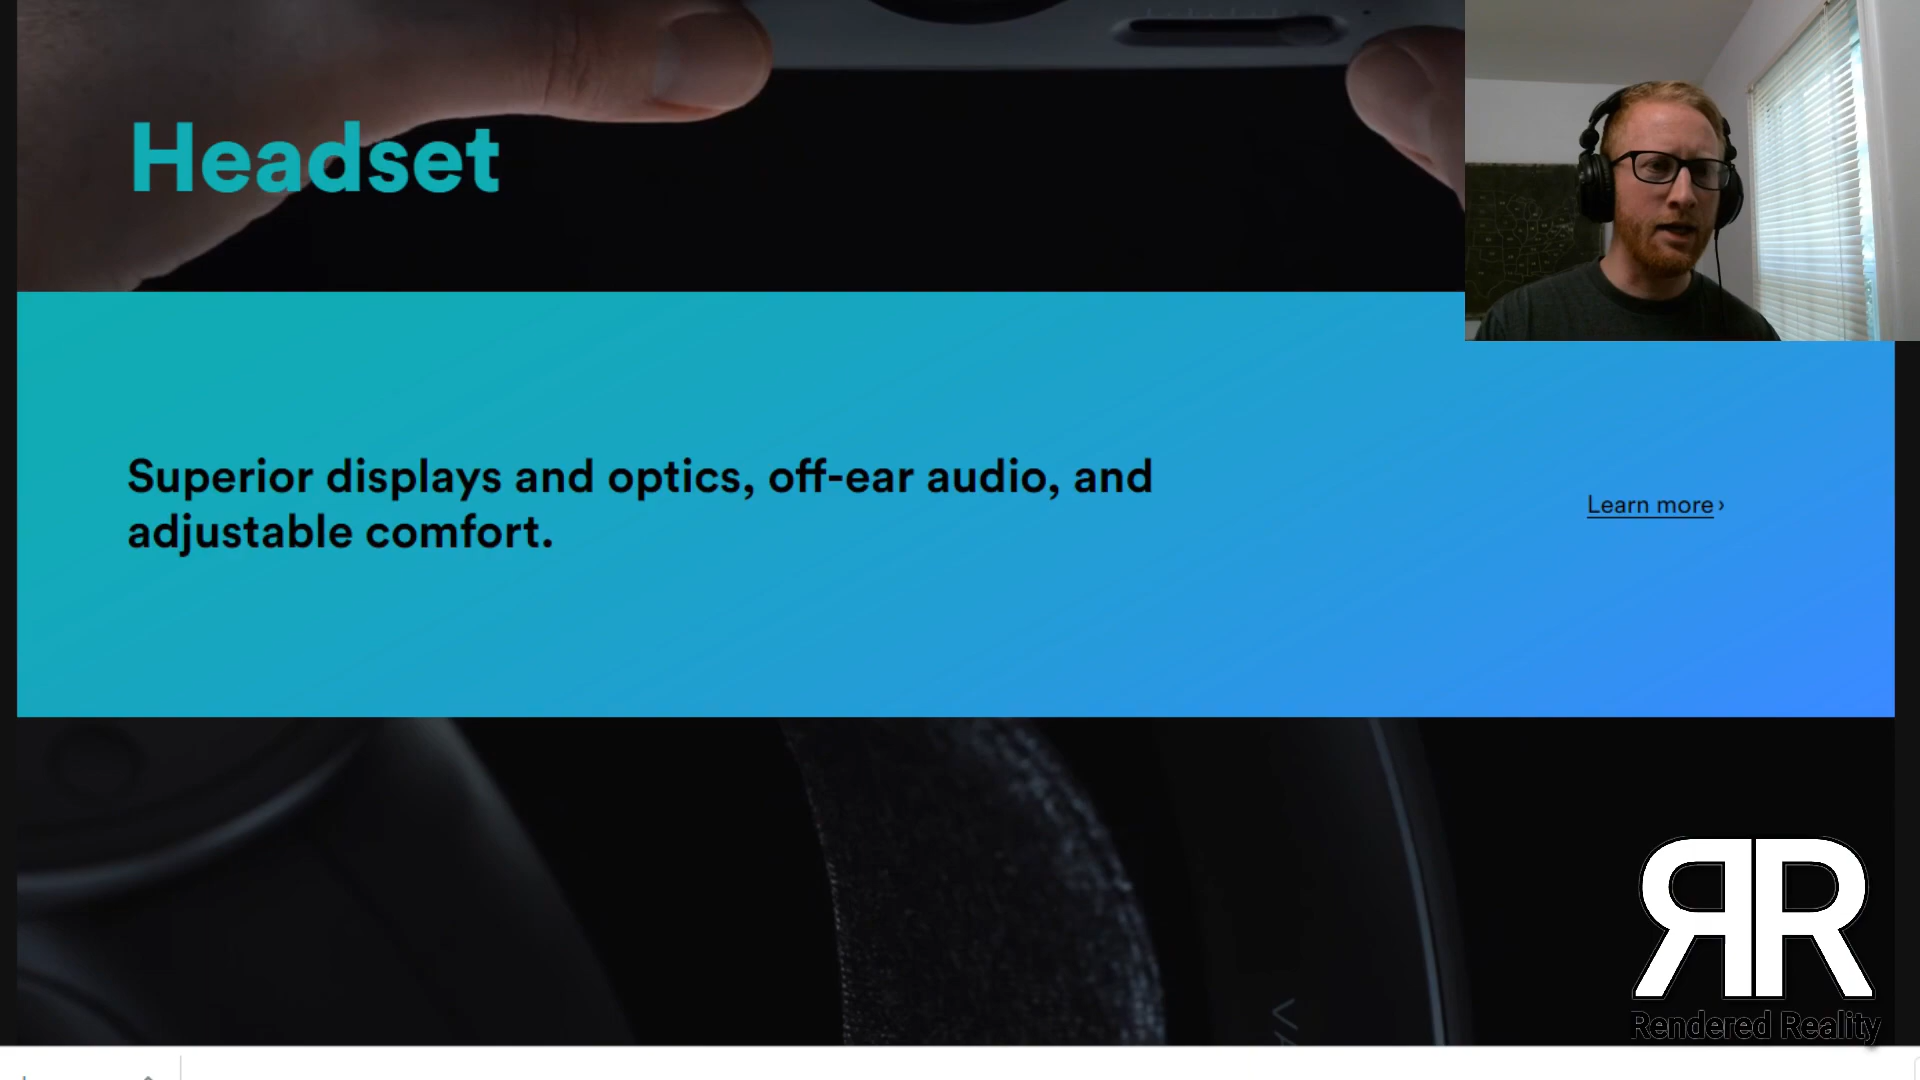 Headset
Superior displays and optics, off-ear audio, and
adjustable comfort.
Learn more ›
RR
Rendered Reality